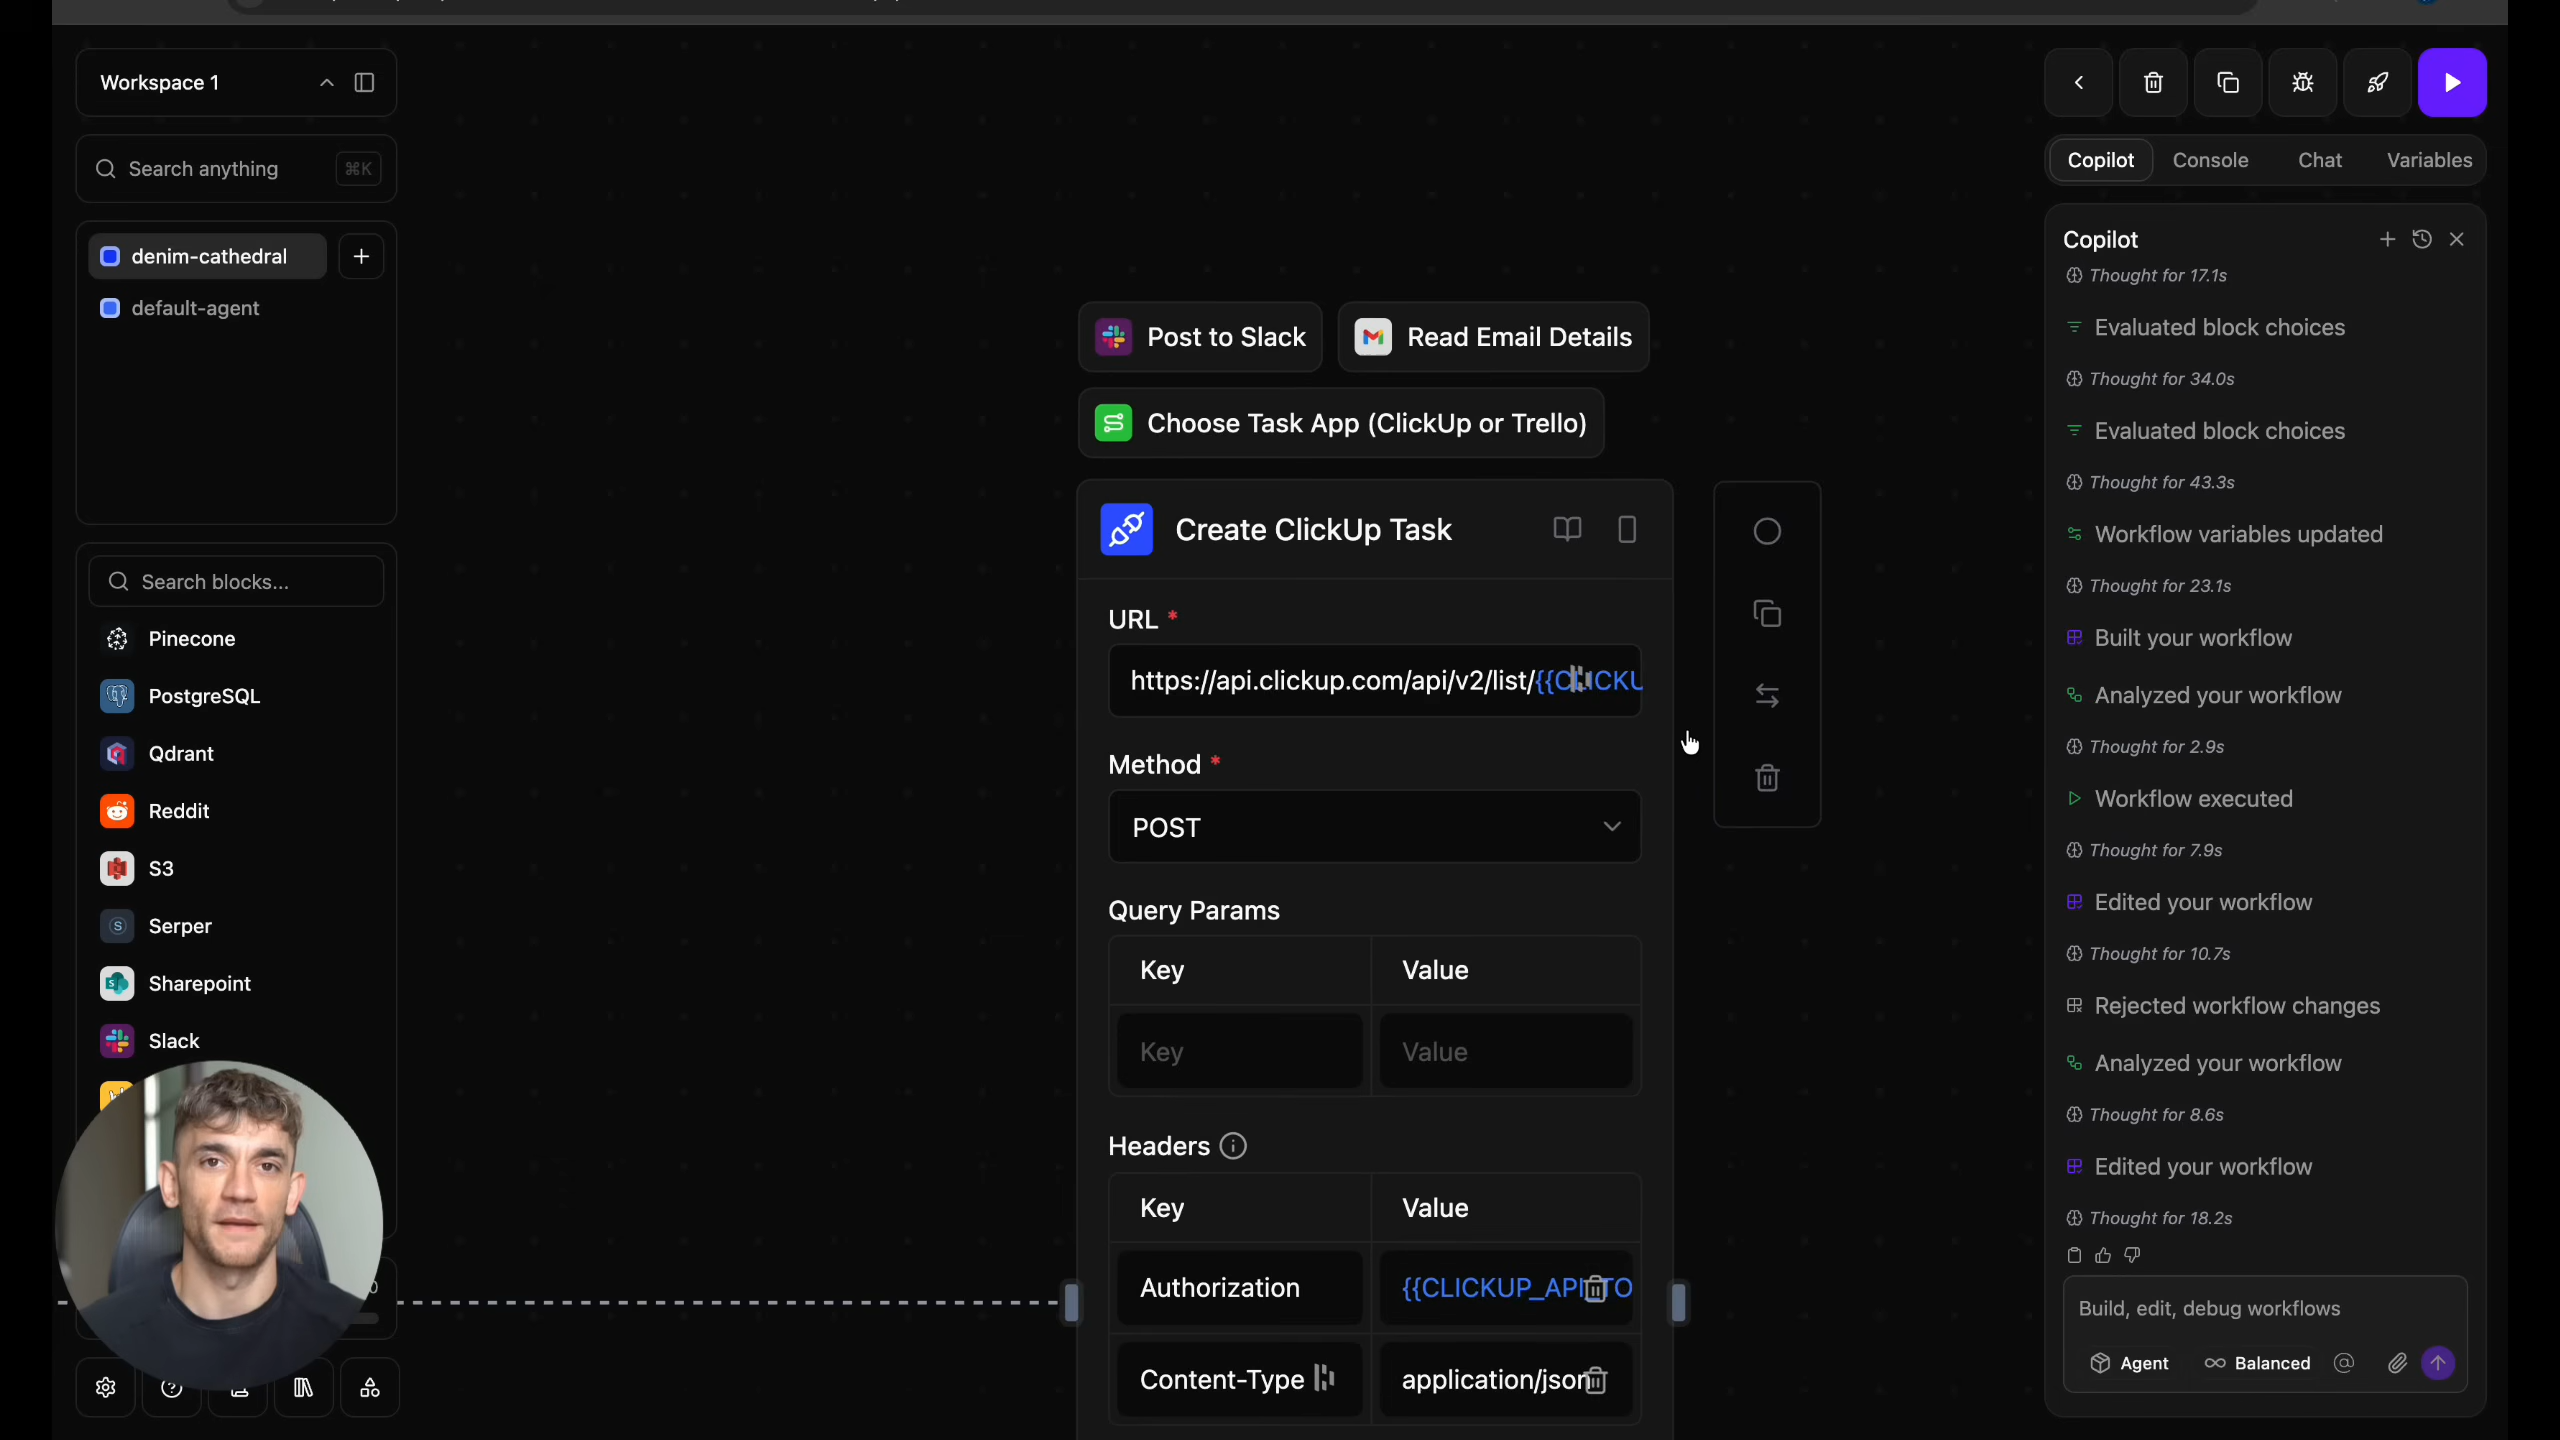 Workspace 1
Search anything
⌘K
denim-cathedral
default-agent
Search blocks...
Pinecone
PostgreSQL
Qdrant
Reddit
S3
Serper
Sharepoint
Slack
Post to Slack
Read Email Details
Choose Task App (ClickUp or Trello)
Create ClickUp Task
URL *
https://api.clickup.com/api/v2/list/{{CLICKU
Method *
POST
Query Params
Key Value
Key Value
Headers
Key Value
Authorization {{CLICKUP_API_TO
Content-Type application/json
Copilot Console Chat Variables
Copilot
Thought for 17.1s
Evaluated block choices
Thought for 34.0s
Evaluated block choices
Thought for 43.3s
Workflow variables updated
Thought for 23.1s
Built your workflow
Analyzed your workflow
Thought for 2.9s
Workflow executed
Thought for 7.9s
Edited your workflow
Thought for 10.7s
Rejected workflow changes
Analyzed your workflow
Thought for 8.6s
Edited your workflow
Thought for 18.2s
Build, edit, debug workflows
Agent Balanced